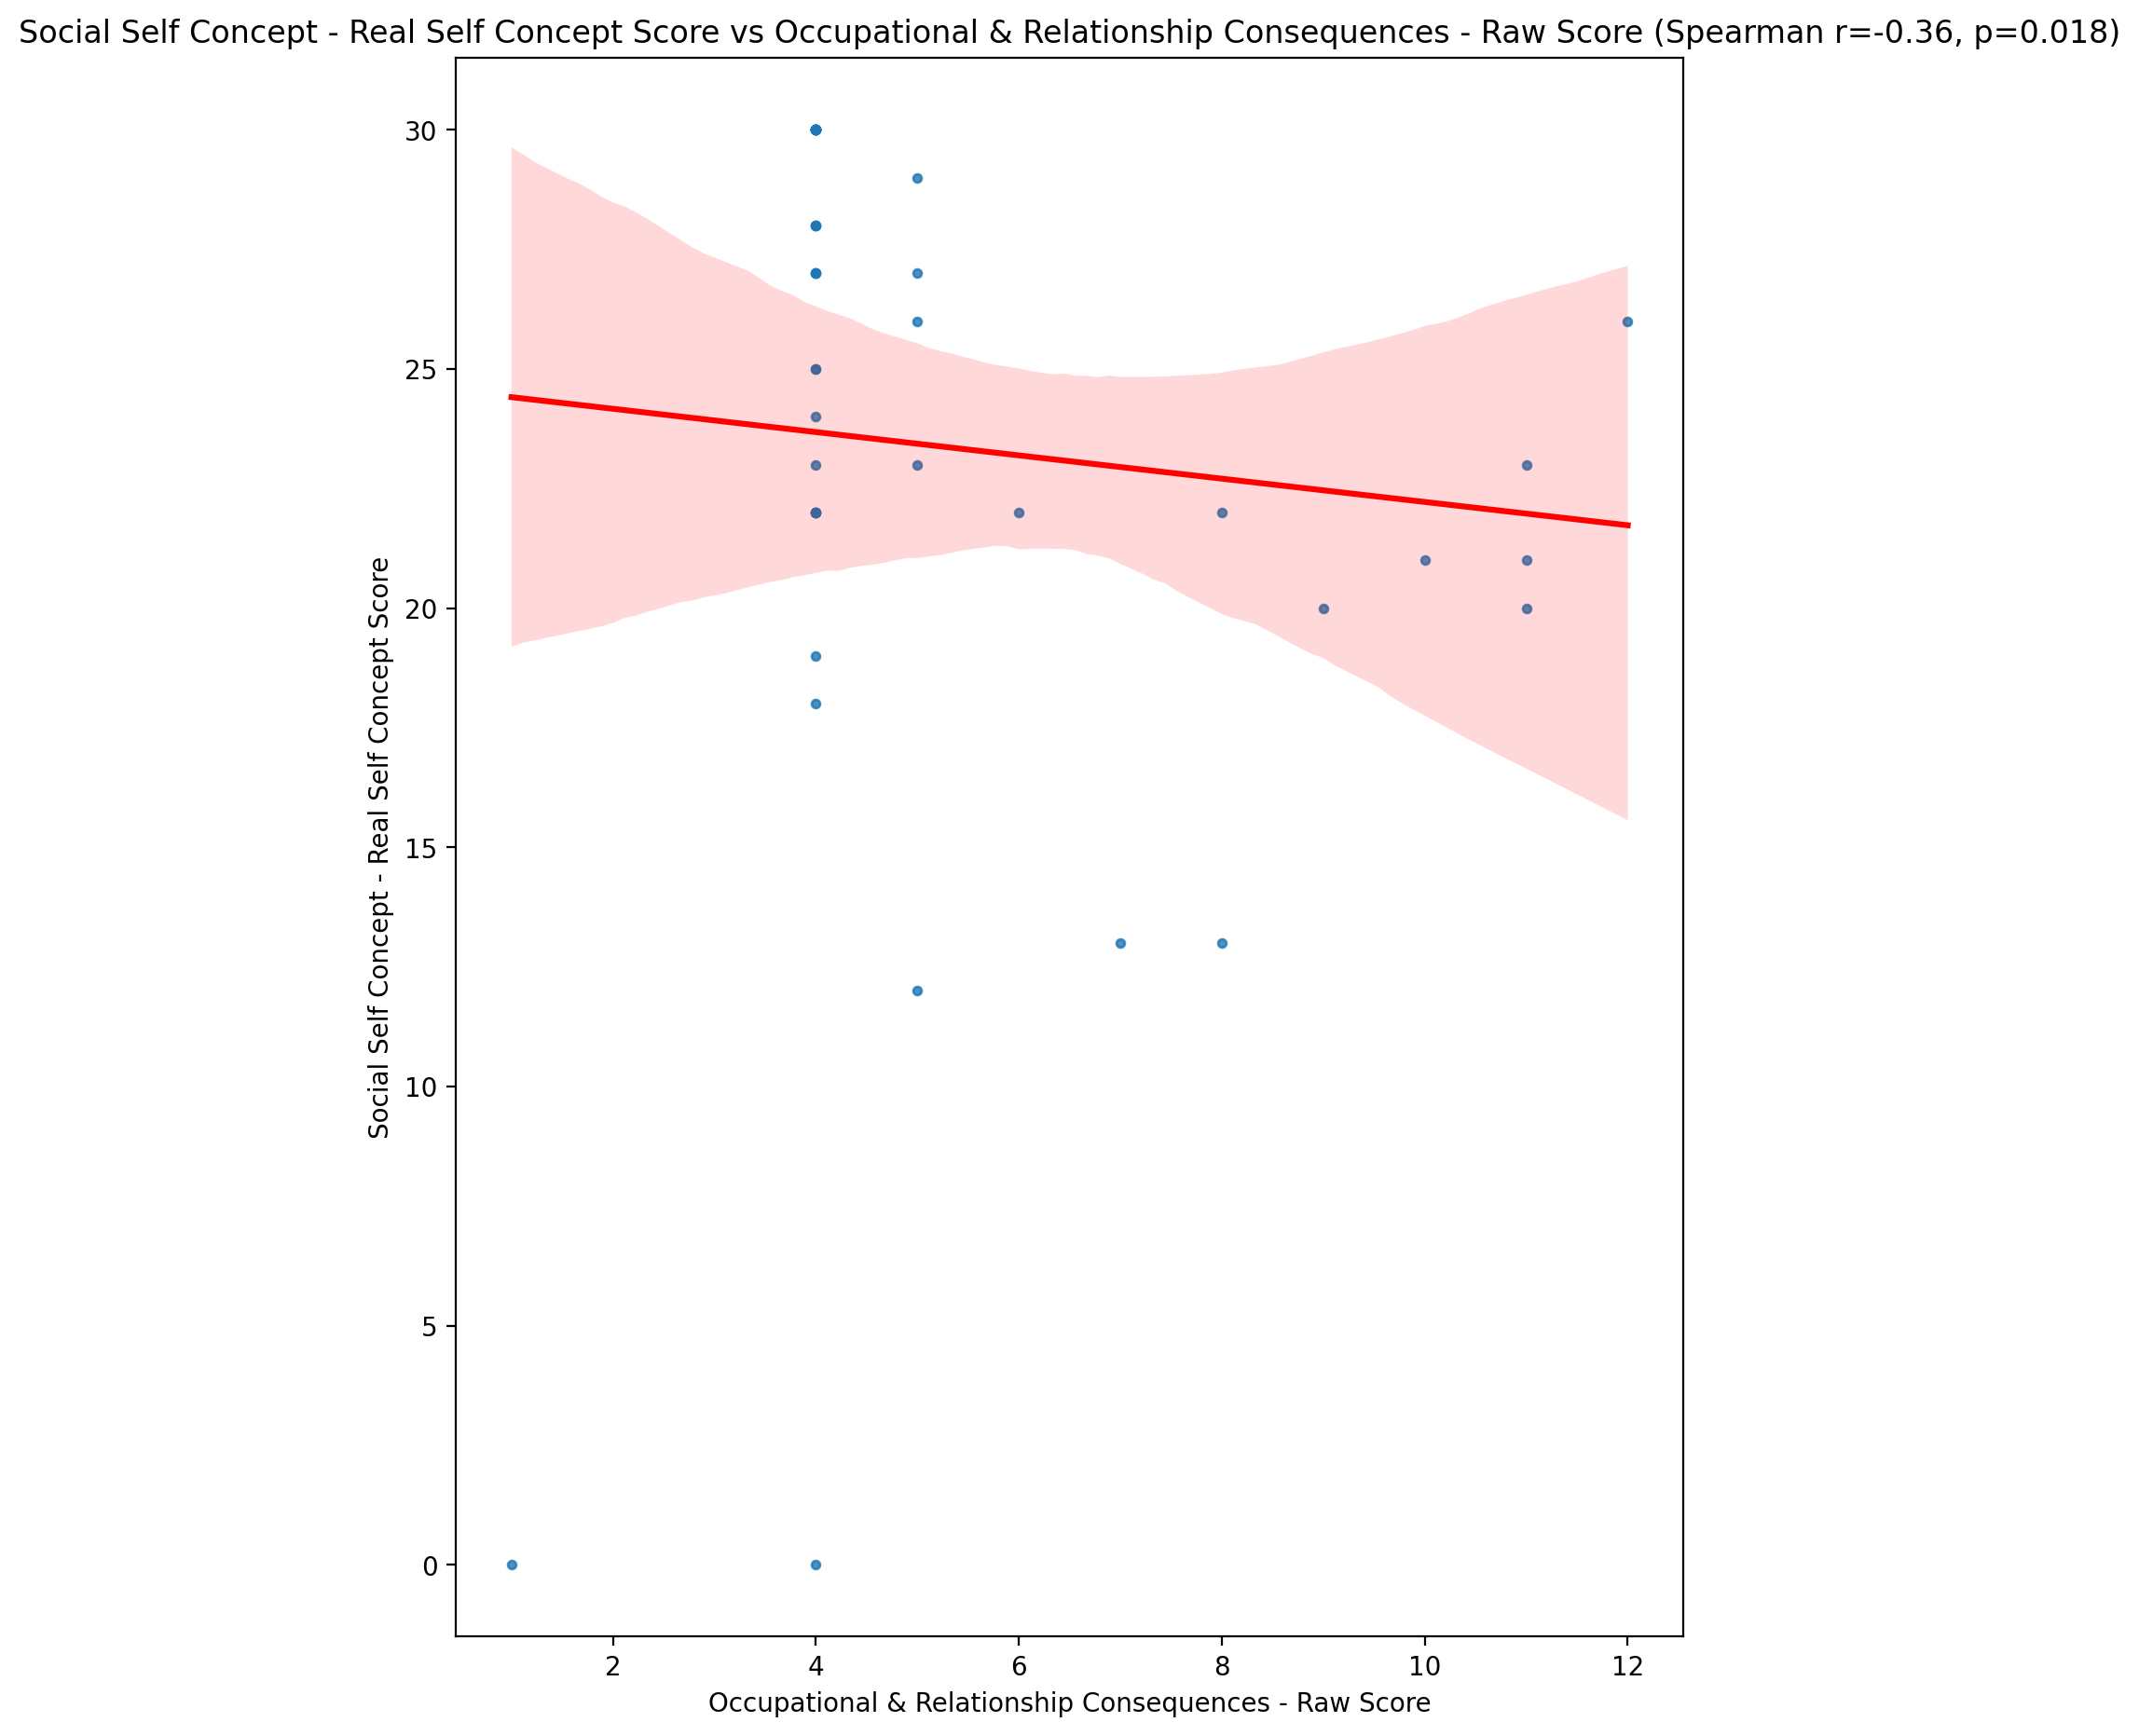 Social Self Concept - Real Self Concept Score vs Occupational & Relationship Consequences - Raw Score (Spearman r=-0.36, p=0.018)
Social Self Concept - Real Self Concept Score
30
25
20
15
10
5
0
2 4 6 8 10 12
Occupational & Relationship Consequences - Raw Score